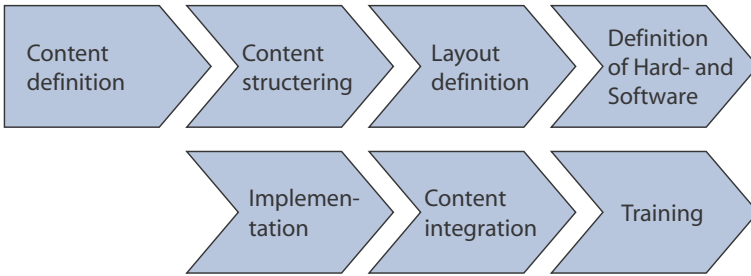 Content
definition
Content
structering
Layout
definition
Definition
of Hard- and
Software
Implemen-
tation
Content
integration
Training